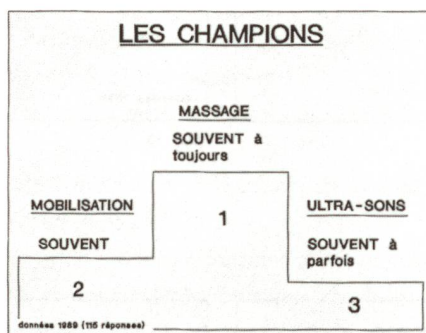 LES CHAMPIONS
MASSAGE
SOUVENT à
toujours
MOBILISATION
SOUVENT
ULTRA-SONS
SOUVENT à
parfois
1
2
3
données 1989 (115 réponses)